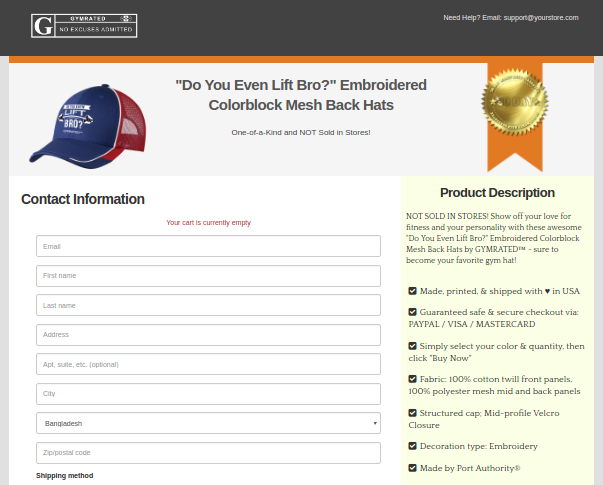 G GYMRATED
NO EXCUSES ADMITTED
Need Help? Email: support@yourstore.com
"Do You Even Lift Bro?" Embroidered
Colorblock Mesh Back Hats
One-of-a-Kind and NOT Sold in Stores!
LIFT
BRO?
Contact Information
Your cart is currently empty
Email
First name
Last name
Address
Apt, suite, etc. (optional)
City
Bangladesh
Zip/postal code
Shipping method
Product Description
NOT SOLD IN STORES! Show off your love for
fitness and your personality with these awesome
"Do You Even Lift Bro?" Embroidered Colorblock
Mesh Back Hats by GYMRATED™ - sure to
become your favorite gym hat!
Made, printed, & shipped with ♥ in USA
Guaranteed safe & secure checkout via:
PAYPAL / VISA / MASTERCARD
Simply select your color & quantity, then
click "Buy Now"
Fabric: 100% cotton twill front panels,
100% polyester mesh mid and back panels
Structured cap; Mid-profile Velcro
Closure
Decoration type: Embroidery
Made by Port Authority®